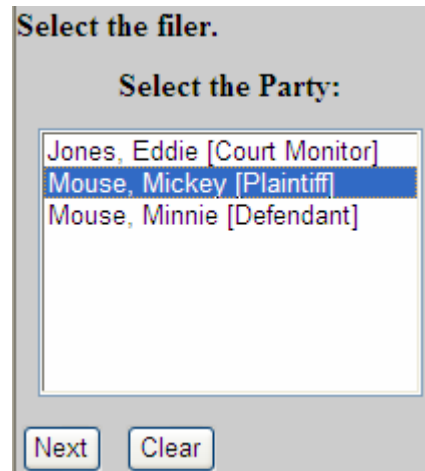 Select the filer.
Select the Party:
Jones, Eddie [Court Monitor]
Mouse, Mickey [Plaintiff]
Mouse, Minnie [Defendant]
Next Clear